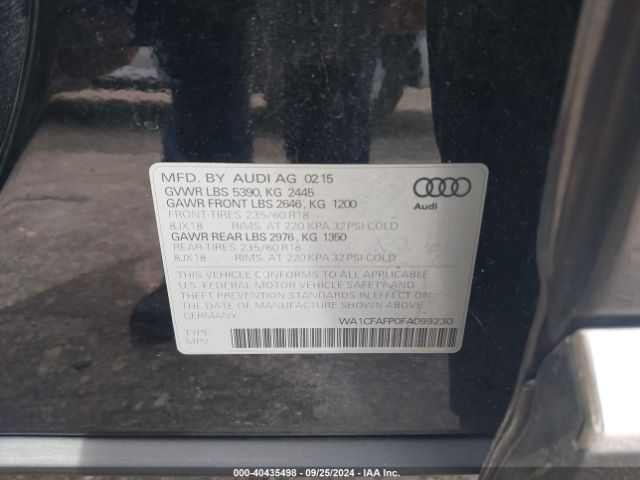 MFD. BY AUDI AG 02 15
GVWR LBS 5390, KG 2445
GAWR FRONT LBS 2646, KG 1200
FRONT-TIRES 235/60 R18
8JX18 RIMS. AT 220 KPA 32 PSI COLD
GAWR REAR LBS 2976, KG 1350
REAR-TIRES 235/60 R18
8JX18 RIMS. AT 220 KPA 32 PSI COLD
Audi
THIS VEHICLE CONFORMS TO ALL APPLICABLE
U.S. FEDERAL MOTOR VEHICLE SAFETY AND
THEFT PREVENTION STANDARDS IN EFFECT ON
THE DATE OF MANUFACTURE SHOWN ABOVE
GERMANY WA1CFAFP0FA099230
TYPE
MPV
000-40435498 - 09/25/2024 - IAA Inc.